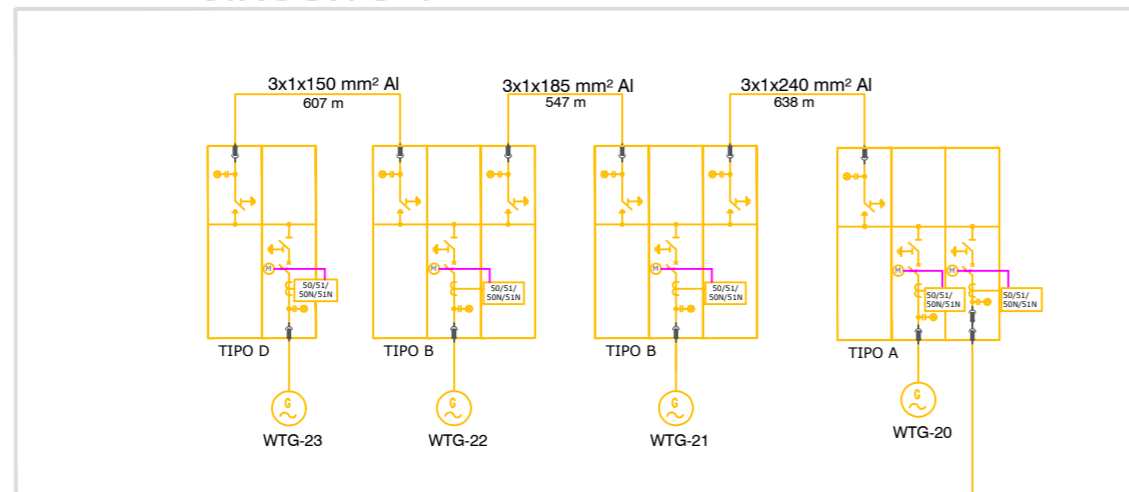 3x1x150 mm² Al
607 m
3x1x185 mm² Al
547 m
3x1x240 mm² Al
638 m
M
50/51/
50N/51N
M
50/51/
50N/51N
M
50/51/
50N/51N
M
50/51/
50N/51N
M
50/51/
50N/51N
TIPO D
TIPO B
TIPO B
TIPO A
G
WTG-23
G
WTG-22
G
WTG-21
G
WTG-20